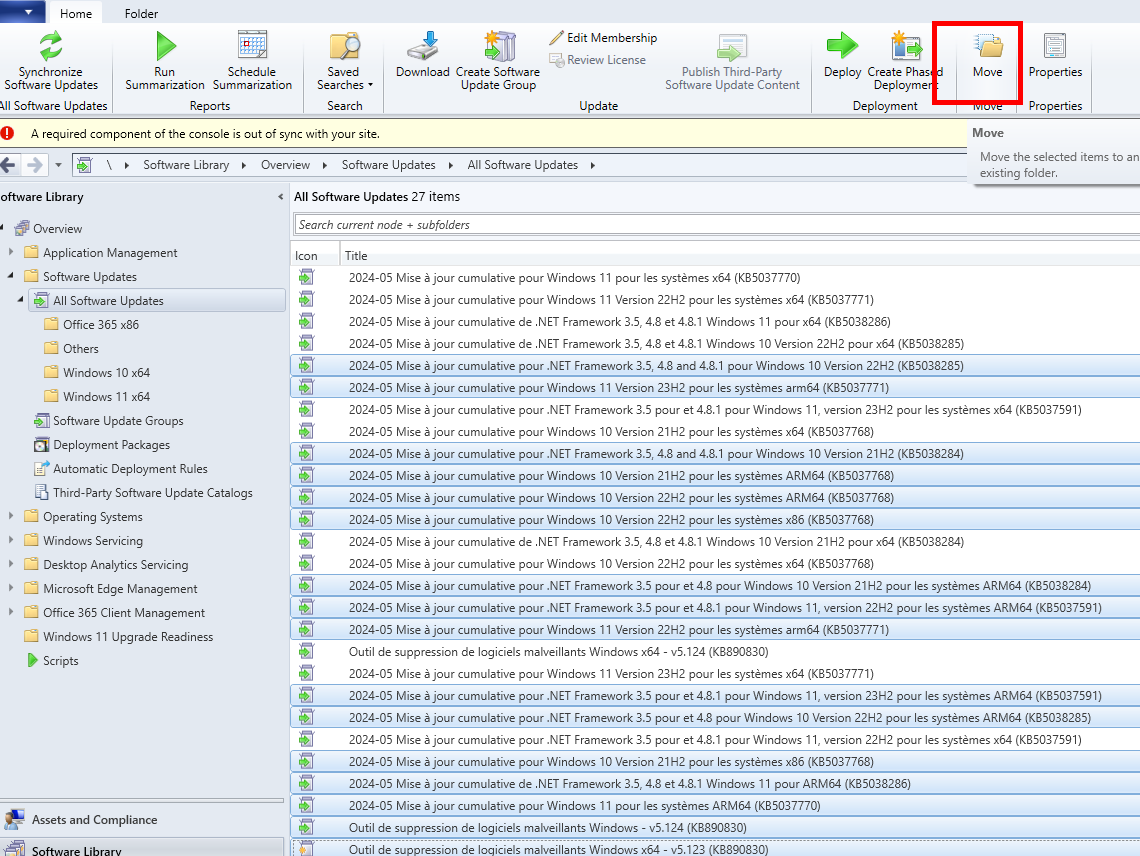 Home Folder
Synchronize
Software Updates
Run
Summarization
Schedule
Summarization
Saved
Searches
Download
Create Software
Update Group
Edit Membership
Review License
Publish Third-Party
Software Update Content
Deploy
Create Phased
Deployment
Move
Properties
All Software Updates Reports Search Update Deployment Move Properties
A required component of the console is out of sync with your site.
Move
Move the selected items to an
existing folder.
\ Software Library Overview Software Updates All Software Updates
oftware Library
Overview
Application Management
Software Updates
All Software Updates
Office 365 x86
Others
Windows 10 x64
Windows 11 x64
Software Update Groups
Deployment Packages
Automatic Deployment Rules
Third-Party Software Update Catalogs
Operating Systems
Windows Servicing
Desktop Analytics Servicing
Microsoft Edge Management
Office 365 Client Management
Windows 11 Upgrade Readiness
Scripts
Assets and Compliance
Software Library
All Software Updates 27 items
Search current node + subfolders
Icon Title
2024-05 Mise à jour cumulative pour Windows 11 pour les systèmes x64 (KB5037770)
2024-05 Mise à jour cumulative pour Windows 11 Version 22H2 pour les systèmes x64 (KB5037771)
2024-05 Mise à jour cumulative de .NET Framework 3.5, 4.8 et 4.8.1 Windows 11 pour x64 (KB5038286)
2024-05 Mise à jour cumulative de .NET Framework 3.5, 4.8 et 4.8.1 Windows 10 Version 22H2 pour x64 (KB5038285)
2024-05 Mise à jour cumulative pour .NET Framework 3.5, 4.8 and 4.8.1 pour Windows 10 Version 22H2 (KB5038285)
2024-05 Mise à jour cumulative pour Windows 11 Version 23H2 pour les systèmes arm64 (KB5037771)
2024-05 Mise à jour cumulative pour .NET Framework 3.5 pour et 4.8.1 pour Windows 11, version 23H2 pour les systèmes x64 (KB5037591)
2024-05 Mise à jour cumulative pour Windows 10 Version 21H2 pour les systèmes x64 (KB5037768)
2024-05 Mise à jour cumulative pour .NET Framework 3.5, 4.8 and 4.8.1 pour Windows 10 Version 21H2 (KB5038284)
2024-05 Mise à jour cumulative pour Windows 10 Version 21H2 pour les systèmes ARM64 (KB5037768)
2024-05 Mise à jour cumulative pour Windows 10 Version 22H2 pour les systèmes ARM64 (KB5037768)
2024-05 Mise à jour cumulative pour Windows 10 Version 22H2 pour les systèmes x86 (KB5037768)
2024-05 Mise à jour cumulative de .NET Framework 3.5, 4.8 et 4.8.1 Windows 10 Version 21H2 pour x64 (KB5038284)
2024-05 Mise à jour cumulative pour Windows 10 Version 22H2 pour les systèmes x64 (KB5037768)
2024-05 Mise à jour cumulative pour .NET Framework 3.5 pour et 4.8 pour Windows 10 Version 21H2 pour les systèmes ARM64 (KB5038284)
2024-05 Mise à jour cumulative pour .NET Framework 3.5 pour et 4.8.1 pour Windows 11, version 22H2 pour les systèmes ARM64 (KB5037591)
2024-05 Mise à jour cumulative pour Windows 11 Version 22H2 pour les systèmes arm64 (KB5037771)
Outil de suppression de logiciels malveillants Windows x64 - v5.124 (KB890830)
2024-05 Mise à jour cumulative pour Windows 11 Version 23H2 pour les systèmes x64 (KB5037771)
2024-05 Mise à jour cumulative pour .NET Framework 3.5 pour et 4.8.1 pour Windows 11, version 23H2 pour les systèmes ARM64 (KB5037591)
2024-05 Mise à jour cumulative pour .NET Framework 3.5 pour et 4.8 pour Windows 10 Version 22H2 pour les systèmes ARM64 (KB5038285)
2024-05 Mise à jour cumulative pour .NET Framework 3.5 pour et 4.8.1 pour Windows 11, version 22H2 pour les systèmes x64 (KB5037591)
2024-05 Mise à jour cumulative pour Windows 10 Version 21H2 pour les systèmes x86 (KB5037768)
2024-05 Mise à jour cumulative de .NET Framework 3.5, 4.8 et 4.8.1 Windows 11 pour ARM64 (KB5038286)
2024-05 Mise à jour cumulative pour Windows 11 pour les systèmes ARM64 (KB5037770)
Outil de suppression de logiciels malveillants Windows - v5.124 (KB890830)
Outil de suppression de logiciels malveillants Windows x64 - v5.123 (KB890830)